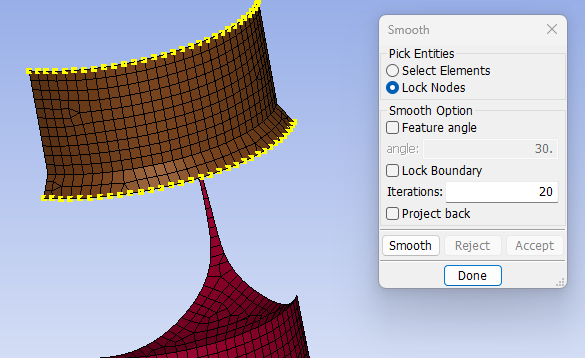 Smooth
Pick Entities
Select Elements
Lock Nodes
Smooth Option
Feature angle
angle: 30.
Lock Boundary
Iterations: 20
Project back
Smooth Reject Accept
Done